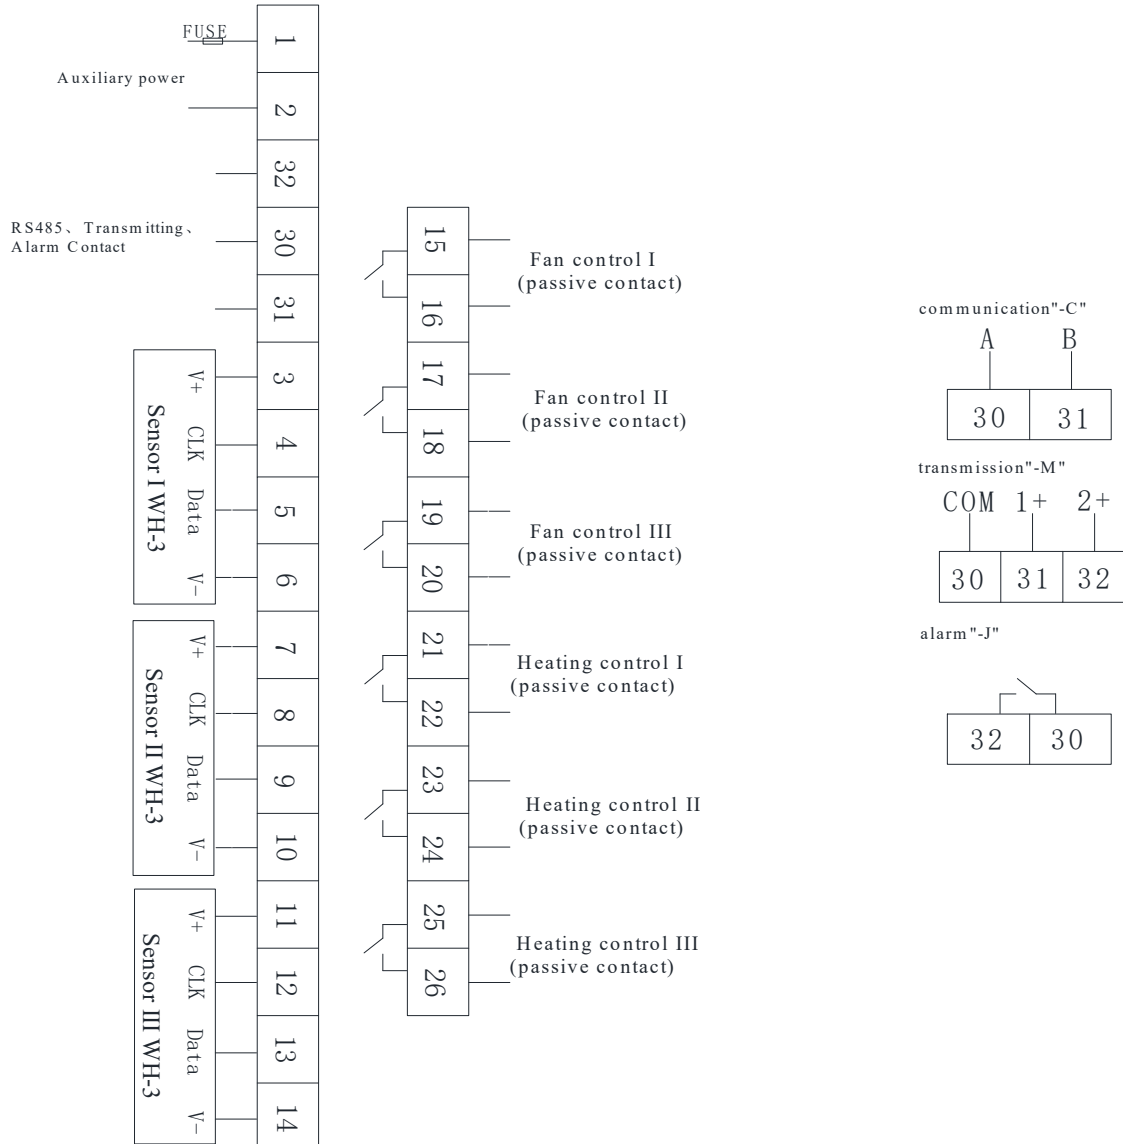 FUSE
1
Auxiliary power
2
32
RS485、Transmitting、
Alarm Contact
30
31
V+
3
CLK
4
Data
5
V-
6
Sensor I WH-3
V+
7
CLK
8
Data
9
V-
10
Sensor II WH-3
V+
11
CLK
12
Data
13
V-
14
Sensor III WH-3
15
16
Fan control I
(passive contact)
17
18
Fan control II
(passive contact)
19
20
Fan control III
(passive contact)
21
22
Heating control I
(passive contact)
23
24
Heating control II
(passive contact)
25
26
Heating control III
(passive contact)
communication"-C"
A B
30 31
transmission"-M"
COM 1+ 2+
30 31 32
alarm"-J"
32 30